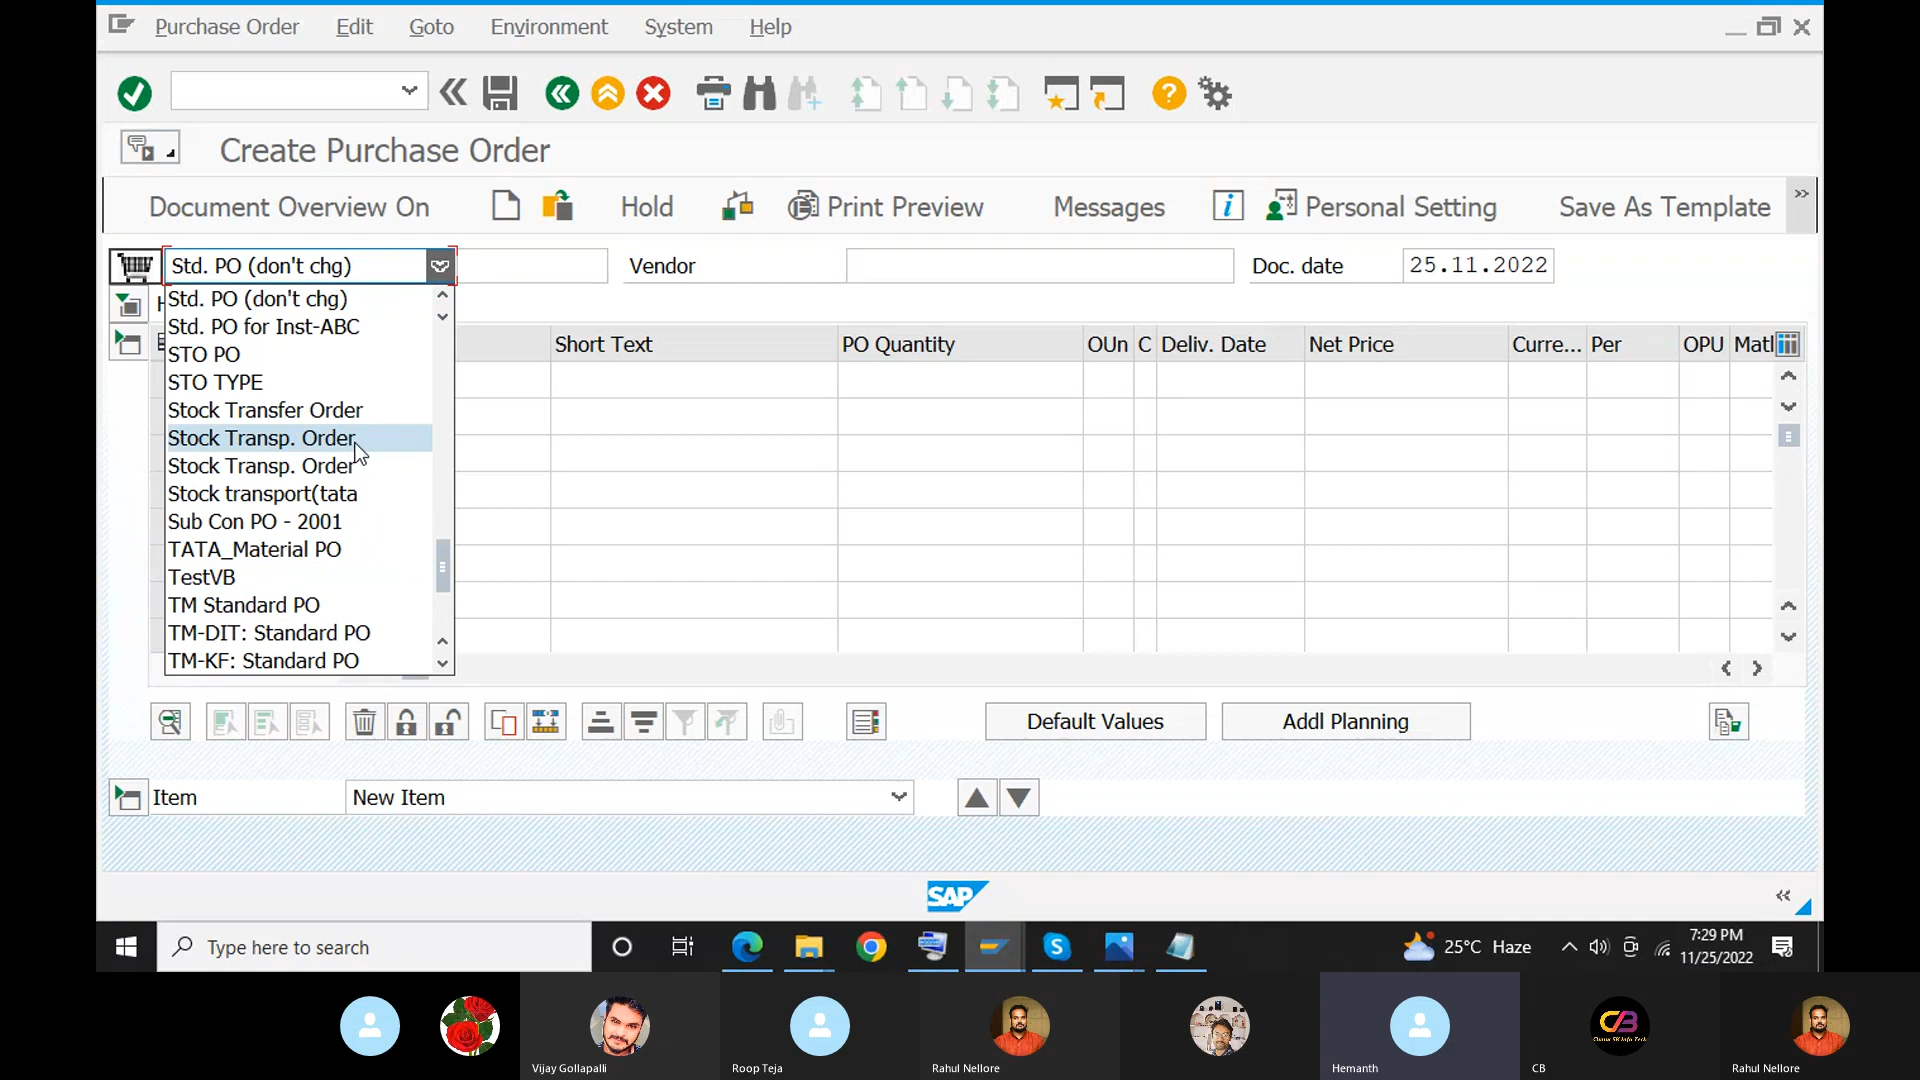 Purchase Order Edit Goto Environment System Help
Create Purchase Order
Document Overview On Hold Print Preview Messages Personal Setting Save As Template
Std. PO (don't chg) Vendor Doc. date 25.11.2022
Std. PO (don't chg)
Std. PO for Inst-ABC
Short Text PO Quantity OUn C Deliv. Date Net Price Curre... Per OPU Matl
STO PO
STO TYPE
Stock Transfer Order
Stock Transp. Order
Stock Transp. Order
Stock transport(tata
Sub Con PO - 2001
TATA_Material PO
TestVB
TM Standard PO
TM-DIT: Standard PO
TM-KF: Standard PO
Default Values Addl Planning
Item New Item
SAP
Type here to search 25°C Haze 7:29 PM
11/25/2022
CB
Vijay Gollapalli Roop Teja Rahul Nellore Hemanth CB Rahul Nellore